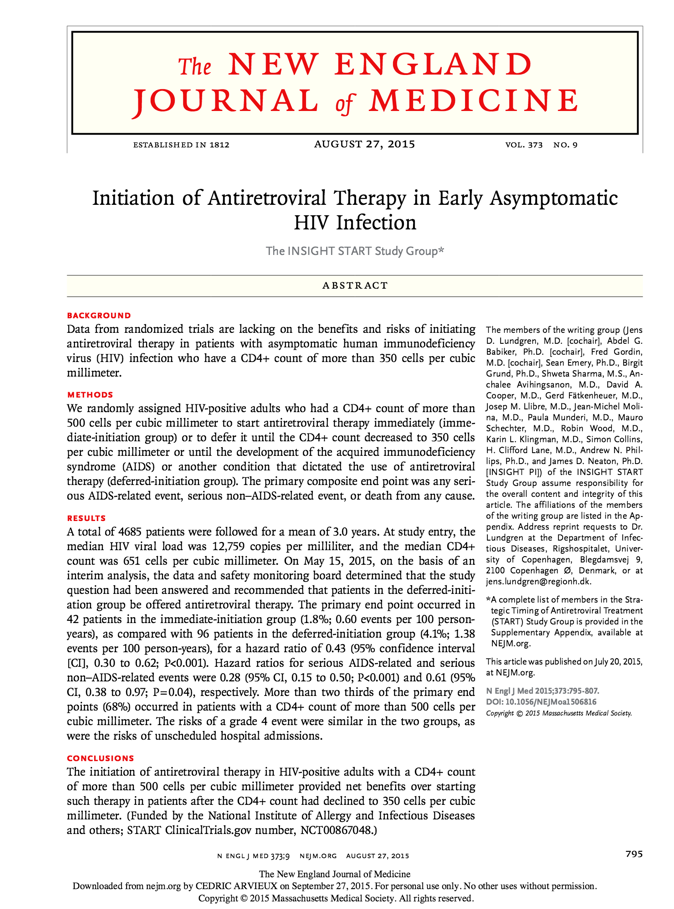 The NEW ENGLAND
JOURNAL of MEDICINE
ESTABLISHED IN 1812 AUGUST 27, 2015 VOL. 373 NO. 9
Initiation of Antiretroviral Therapy in Early Asymptomatic
HIV Infection
The INSIGHT START Study Group*
ABSTRACT
BACKGROUND
Data from randomized trials are lacking on the benefits and risks of initiating
antiretroviral therapy in patients with asymptomatic human immunodeficiency
virus (HIV) infection who have a CD4+ count of more than 350 cells per cubic
millimeter.
METHODS
We randomly assigned HIV-positive adults who had a CD4+ count of more than
500 cells per cubic millimeter to start antiretroviral therapy immediately (imme-
diate-initiation group) or to defer it until the CD4+ count decreased to 350 cells
per cubic millimeter or until the development of the acquired immunodeficiency
syndrome (AIDS) or another condition that dictated the use of antiretroviral
therapy (deferred-initiation group). The primary composite end point was any seri-
ous AIDS-related event, serious non–AIDS-related event, or death from any cause.
RESULTS
A total of 4685 patients were followed for a mean of 3.0 years. At study entry, the
median HIV viral load was 12,759 copies per milliliter, and the median CD4+
count was 651 cells per cubic millimeter. On May 15, 2015, on the basis of an
interim analysis, the data and safety monitoring board determined that the study
question had been answered and recommended that patients in the deferred-initi-
ation group be offered antiretroviral therapy. The primary end point occurred in
42 patients in the immediate-initiation group (1.8%; 0.60 events per 100 person-
years), as compared with 96 patients in the deferred-initiation group (4.1%; 1.38
events per 100 person-years), for a hazard ratio of 0.43 (95% confidence interval
[CI], 0.30 to 0.62; P<0.001). Hazard ratios for serious AIDS-related and serious
non–AIDS-related events were 0.28 (95% CI, 0.15 to 0.50; P<0.001) and 0.61 (95%
CI, 0.38 to 0.97; P=0.04), respectively. More than two thirds of the primary end
points (68%) occurred in patients with a CD4+ count of more than 500 cells per
cubic millimeter. The risks of a grade 4 event were similar in the two groups, as
were the risks of unscheduled hospital admissions.
CONCLUSIONS
The initiation of antiretroviral therapy in HIV-positive adults with a CD4+ count
of more than 500 cells per cubic millimeter provided net benefits over starting
such therapy in patients after the CD4+ count had declined to 350 cells per cubic
millimeter. (Funded by the National Institute of Allergy and Infectious Diseases
and others; START ClinicalTrials.gov number, NCT00867048.)
The members of the writing group (Jens
D. Lundgren, M.D. [cochair], Abdel G.
Babiker, Ph.D. [cochair], Fred Gordin,
M.D. [cochair], Sean Emery, Ph.D., Birgit
Grund, Ph.D., Shweta Sharma, M.S., An-
chalee Avihingsanon, M.D., David A.
Cooper, M.D., Gerd Fätkenheuer, M.D.,
Josep M. Llibre, M.D., Jean-Michel Moli-
na, M.D., Paula Munderi, M.D., Mauro
Schechter, M.D., Robin Wood, M.D.,
Karin L. Klingman, M.D., Simon Collins,
H. Clifford Lane, M.D., Andrew N. Phil-
lips, Ph.D., and James D. Neaton, Ph.D.
[INSIGHT PI]) of the INSIGHT START
Study Group assume responsibility for
the overall content and integrity of this
article. The affiliations of the members
of the writing group are listed in the Ap-
pendix. Address reprint requests to Dr.
Lundgren at the Department of Infec-
tious Diseases, Rigshospitalet, Univer-
sity of Copenhagen, Blegdamsvej 9,
2100 Copenhagen Ø, Denmark, or at
jens.lundgren@regionh.dk.
*A complete list of members in the Stra-
tegic Timing of Antiretroviral Treatment
(START) Study Group is provided in the
Supplementary Appendix, available at
NEJM.org.
This article was published on July 20, 2015,
at NEJM.org.
N Engl J Med 2015;373:795-807.
DOI: 10.1056/NEJMoa1506816
Copyright © 2015 Massachusetts Medical Society.
N ENGL J MED 373;9 NEJM.ORG AUGUST 27, 2015 795
The New England Journal of Medicine
Downloaded from nejm.org by CEDRIC ARVIEUX on September 27, 2015. For personal use only. No other uses without permission.
Copyright © 2015 Massachusetts Medical Society. All rights reserved.